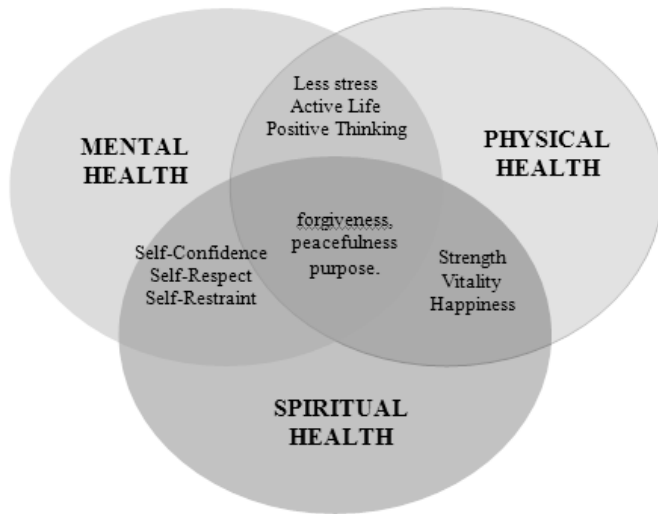 Less stress
Active Life
Positive Thinking
MENTAL
HEALTH
PHYSICAL
HEALTH
forgiveness,
peacefulness
purpose.
Self-Confidence
Self-Respect
Self-Restraint
Strength
Vitality
Happiness
SPIRITUAL
HEALTH